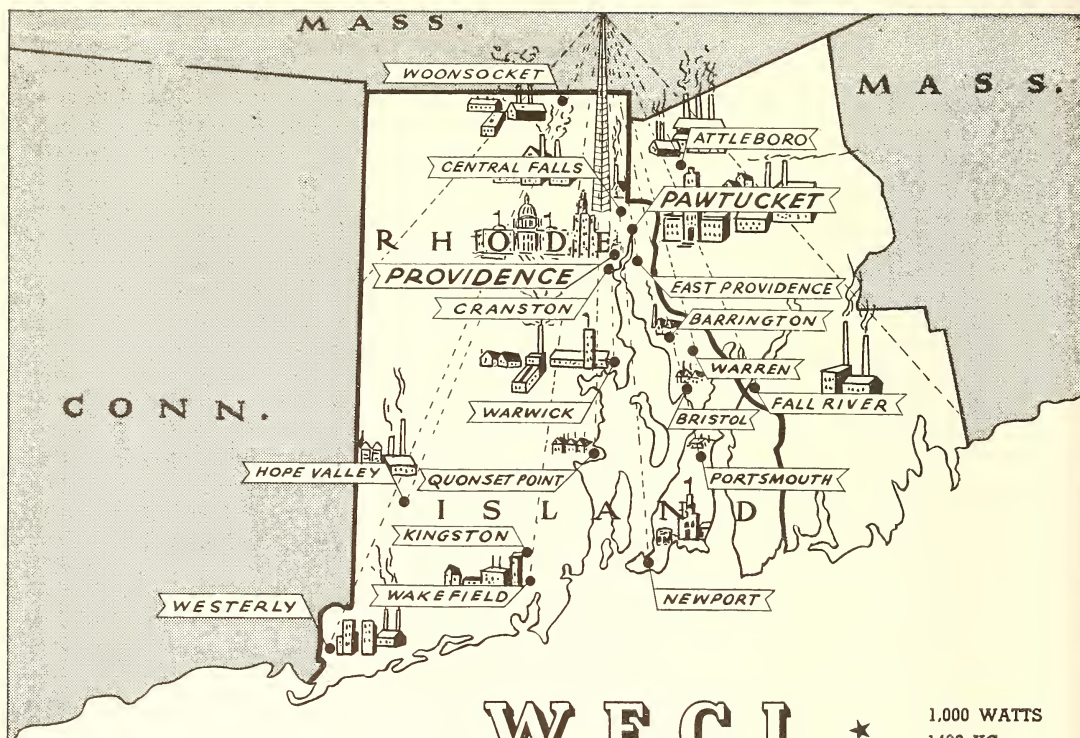 MASS.
MASS.
WOONSOCKET
ATTLEBORO
CENTRAL FALLS
PAWTUCKET
RHODE
PROVIDENCE
EAST PROVIDENCE
CRANSTON
BARRINGTON
WARREN
CONN.
WARWICK
FALL RIVER
BRISTOL
HOPE VALLEY
QUONSET POINT
PORTSMOUTH
ISLAND
KINGSTON
WAKEFIELD
NEWPORT
WESTERLY
1,000 WATTS